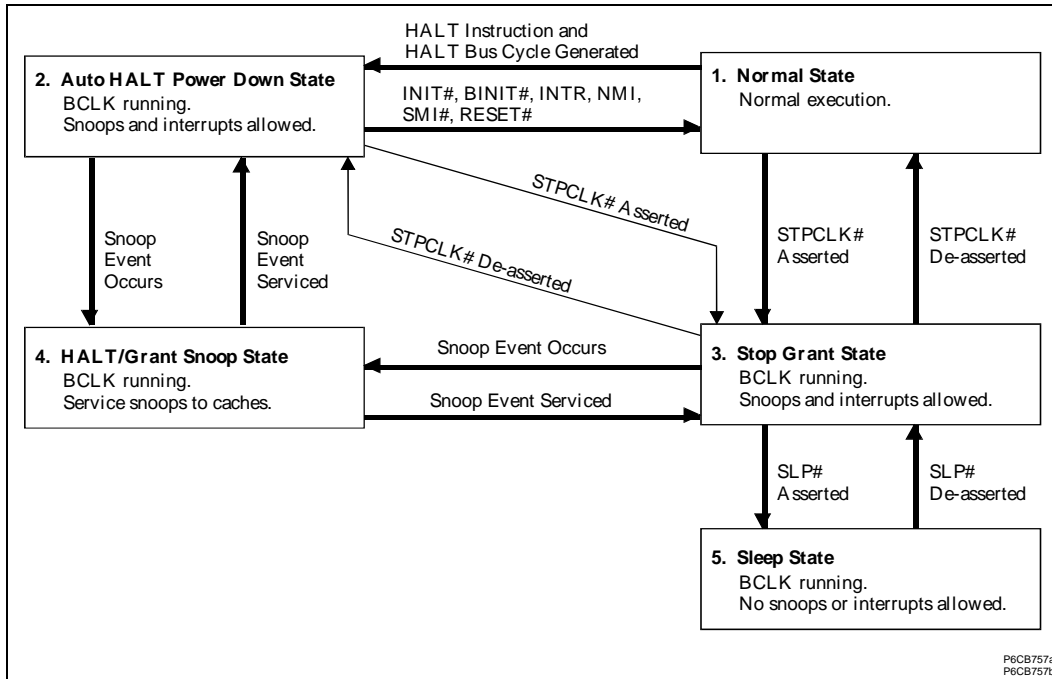 HALT Instruction and
HALT Bus Cycle Generated
2. Auto HALT Power Down State
BCLK running.
Snoops and interrupts allowed.
INIT#, BINIT#, INTR, NMI,
SMI#, RESET#
1. Normal State
Normal execution.
STPCLK# Asserted
STPCLK# De-asserted
Snoop
Event
Occurs
Snoop
Event
Serviced
STPCLK#
Asserted
STPCLK#
De-asserted
4. HALT/Grant Snoop State
BCLK running.
Service snoops to caches.
Snoop Event Occurs
Snoop Event Serviced
3. Stop Grant State
BCLK running.
Snoops and interrupts allowed.
SLP#
Asserted
SLP#
De-asserted
5. Sleep State
BCLK running.
No snoops or interrupts allowed.
P6CB757a
P6CB757b